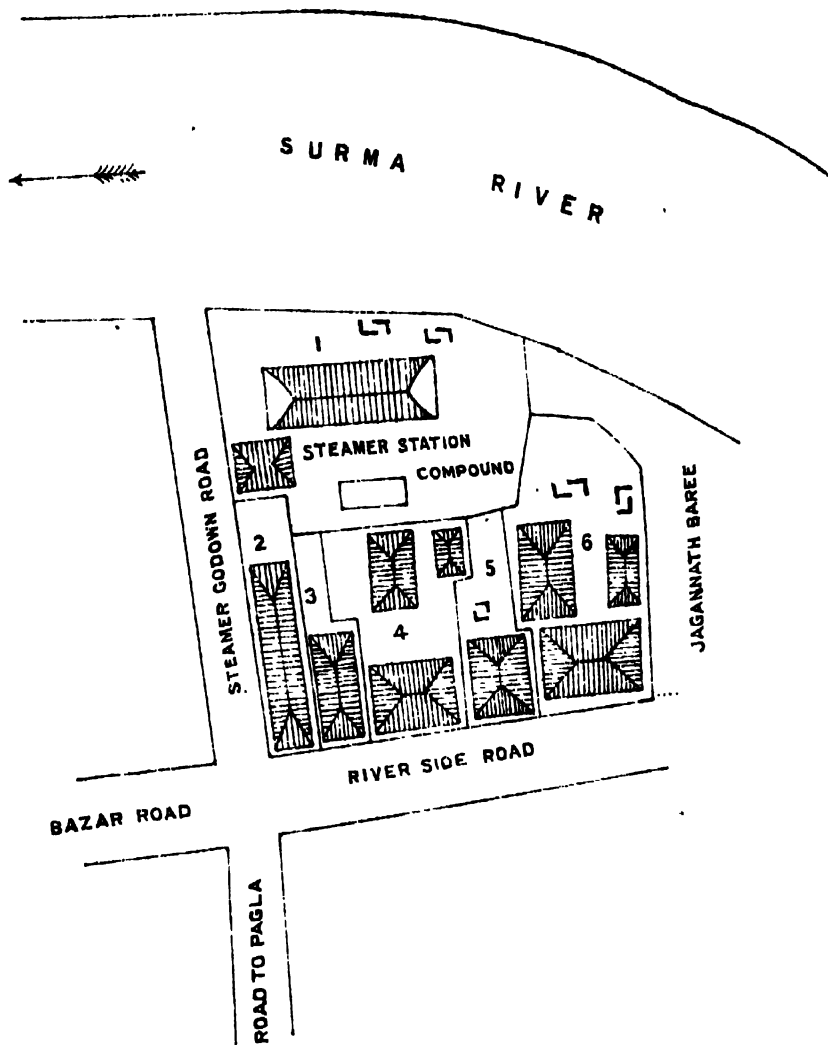 SURMA RIVER
1
STEAMER STATION
COMPOUND
STEAMER GODOWN ROAD
2
3
4
5
6
JAGANNATH BAREE
RIVER SIDE ROAD
BAZAR ROAD
ROAD TO PAGLA